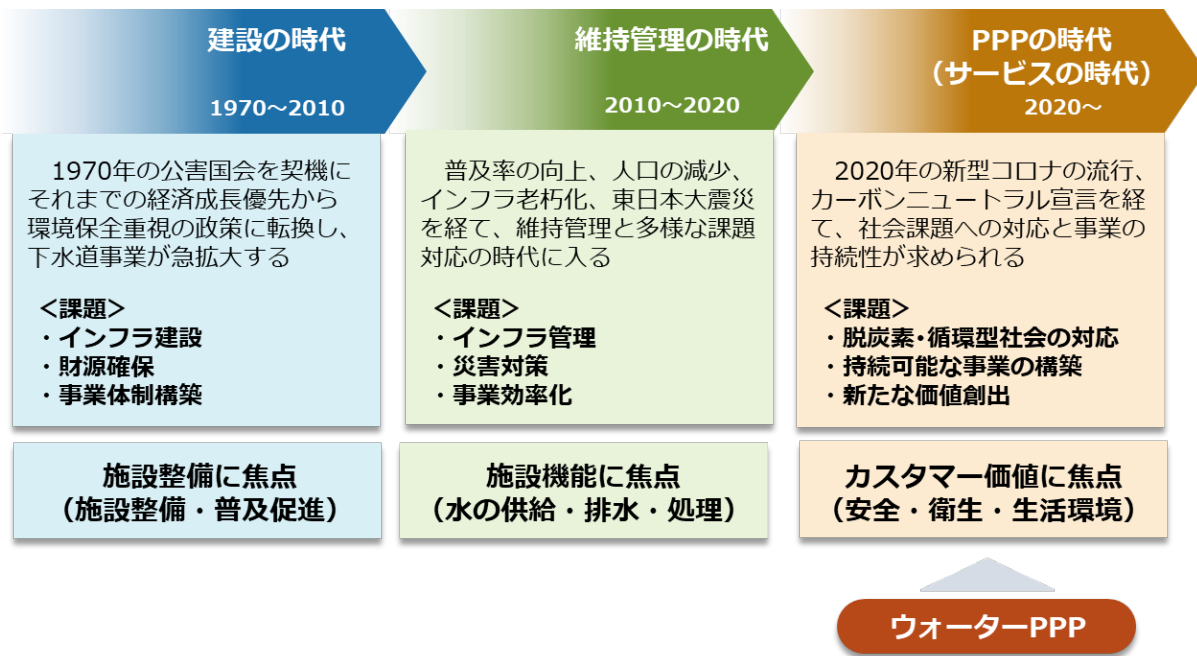 建設の時代
1970～2010
維持管理の時代
2010～2020
PPPの時代
（サービスの時代）
2020～
1970年の公害国会を契機に
それまでの経済成長優先から
環境保全重視の政策に転換し、
下水道事業が急拡大する
＜課題＞
・インフラ建設
・財源確保
・事業体制構築
普及率の向上、人口の減少、
インフラ老朽化、東日本大震災
を経て、維持管理と多様な課題
対応の時代に入る
＜課題＞
・インフラ管理
・災害対策
・事業効率化
2020年の新型コロナの流行、
カーボンニュートラル宣言を経
て、社会課題への対応と事業の
持続性が求められる
＜課題＞
・脱炭素・循環型社会の対応
・持続可能な事業の構築
・新たな価値創出
施設整備に焦点
（施設整備・普及促進）
施設機能に焦点
（水の供給・排水・処理）
カスタマー価値に焦点
（安全・衛生・生活環境）
ウォーターPPP